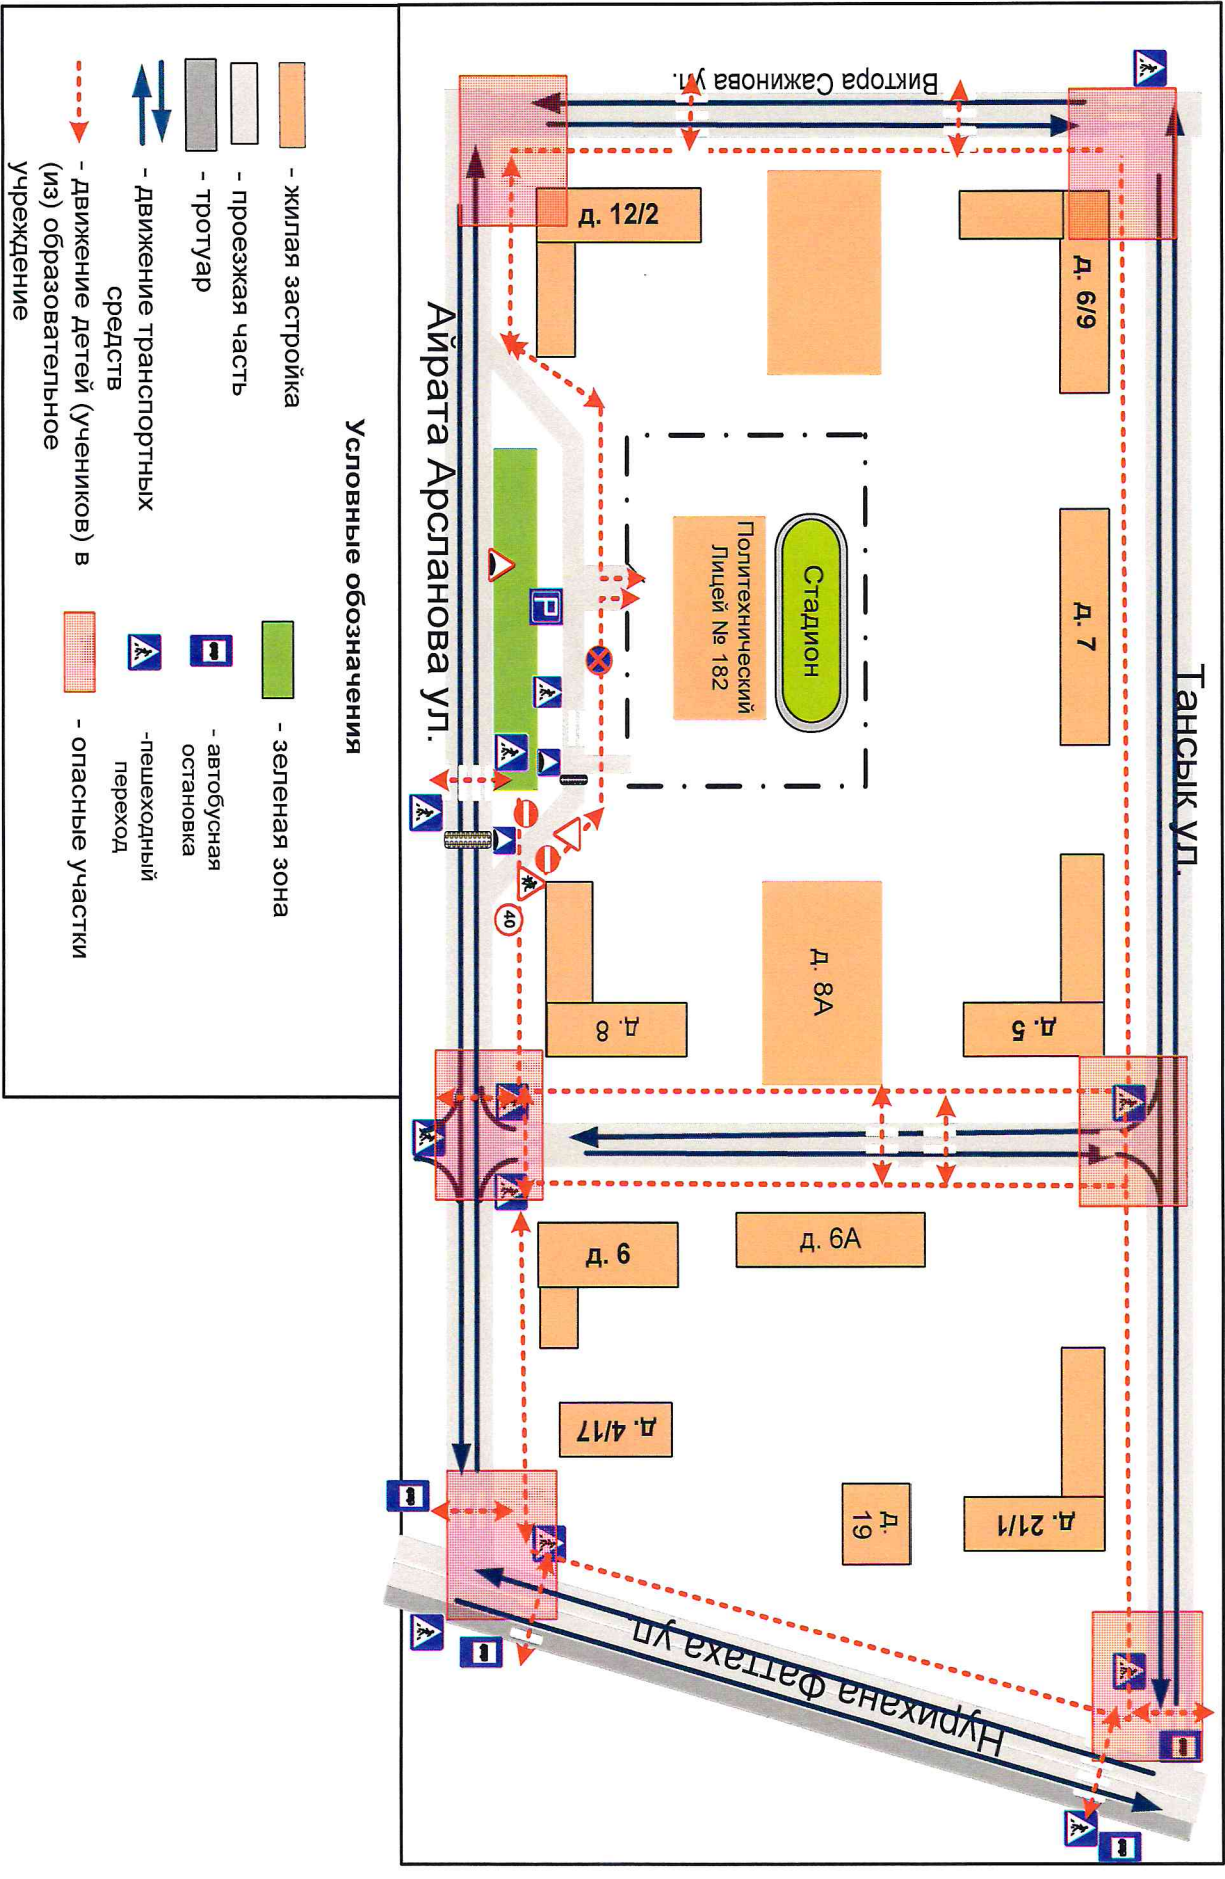 Тансык ул.
д. 6/9
д. 7
д. 5
д. 21/1
Виктора Сажинова ул.
Стадион
Политехнический
Лицей № 182
д. 8А
д. 6А
д.
19
Нурихана Фаттаха ул.
д. 12/2
д. 8
д. 9
д. 4/17
P
40
Айрата Арсланова ул.
Условные обозначения
- жилая застройка
- проезжая часть
- тротуар
- движение транспортных
средств
- движение детей (учеников) в
(из) образовательное
учреждение
- зеленая зона
- автобусная
остановка
-пешеходный
переход
- опасные участки